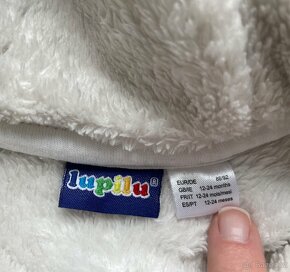 lupilu®
EUR/DE 86/92
GB/IE 12-24 months
FR/IT 12-24 mois/mesi
ES/PT 12-24 meses